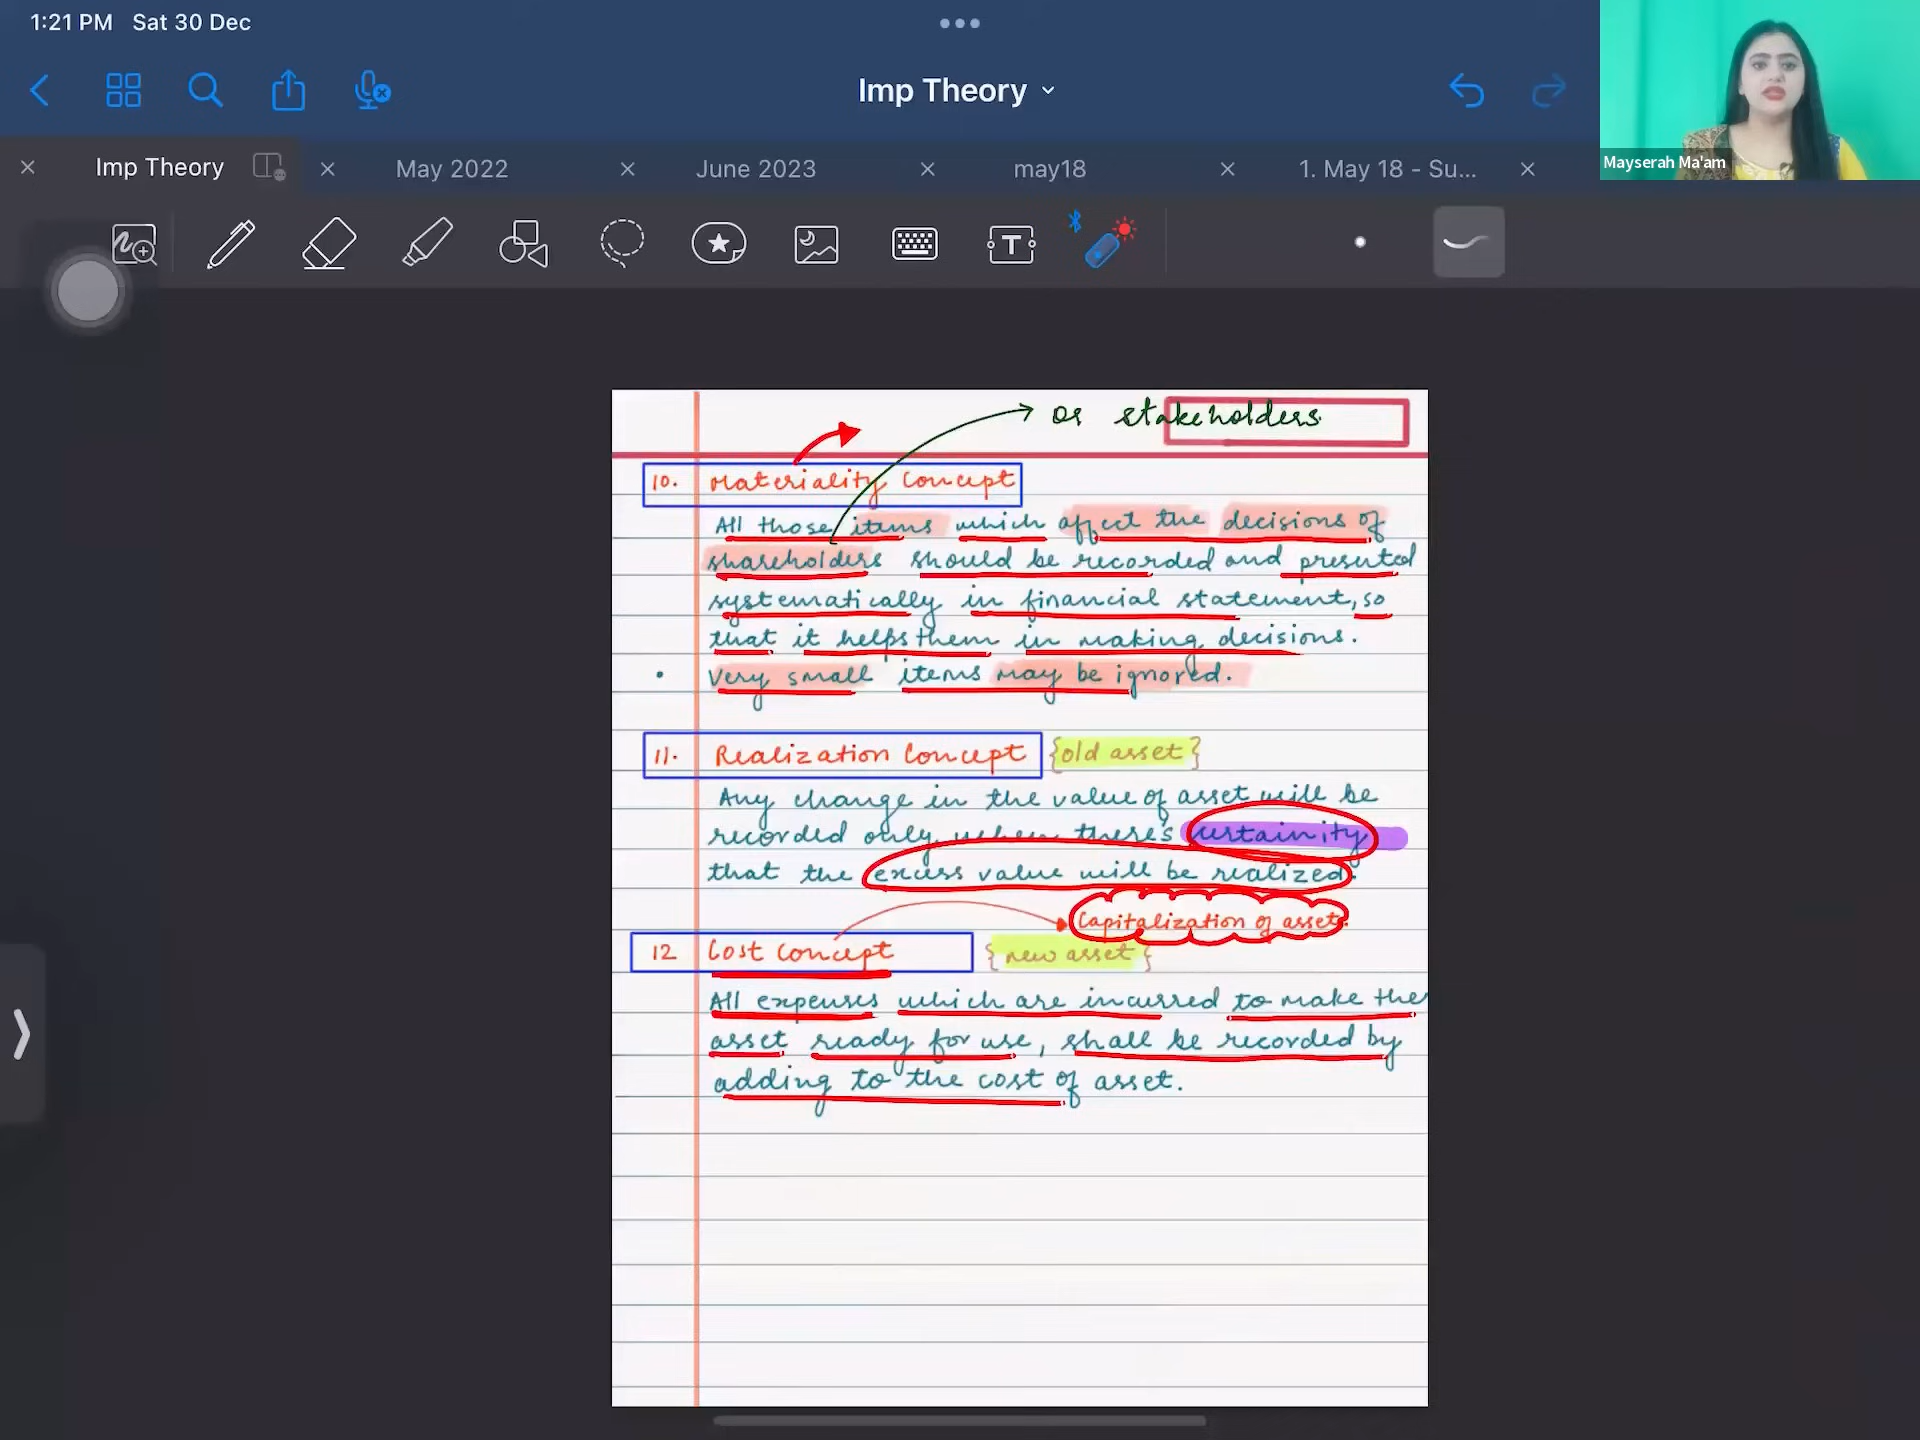 1:21 PM Sat 30 Dec
Imp Theory
Mayserah Ma'am
Imp Theory
May 2022
June 2023
may18
1. May 18 - Su...
T
or stakeholders
10. Materiality Concept
All those items which affect the decisions of
shareholders should be recorded and presented
systematically in financial statement, so
that it helps them in making decisions.
• Very small items may be ignored.
11. Realization Concept {old asset}
Any change in the value of asset will be
recorded only when there's certainity
that the excess value will be realized.
Capitalization of asset.
12 Cost Concept {new asset}
All expenses which are incurred to make the
asset ready for use, shall be recorded by
adding to the cost of asset.